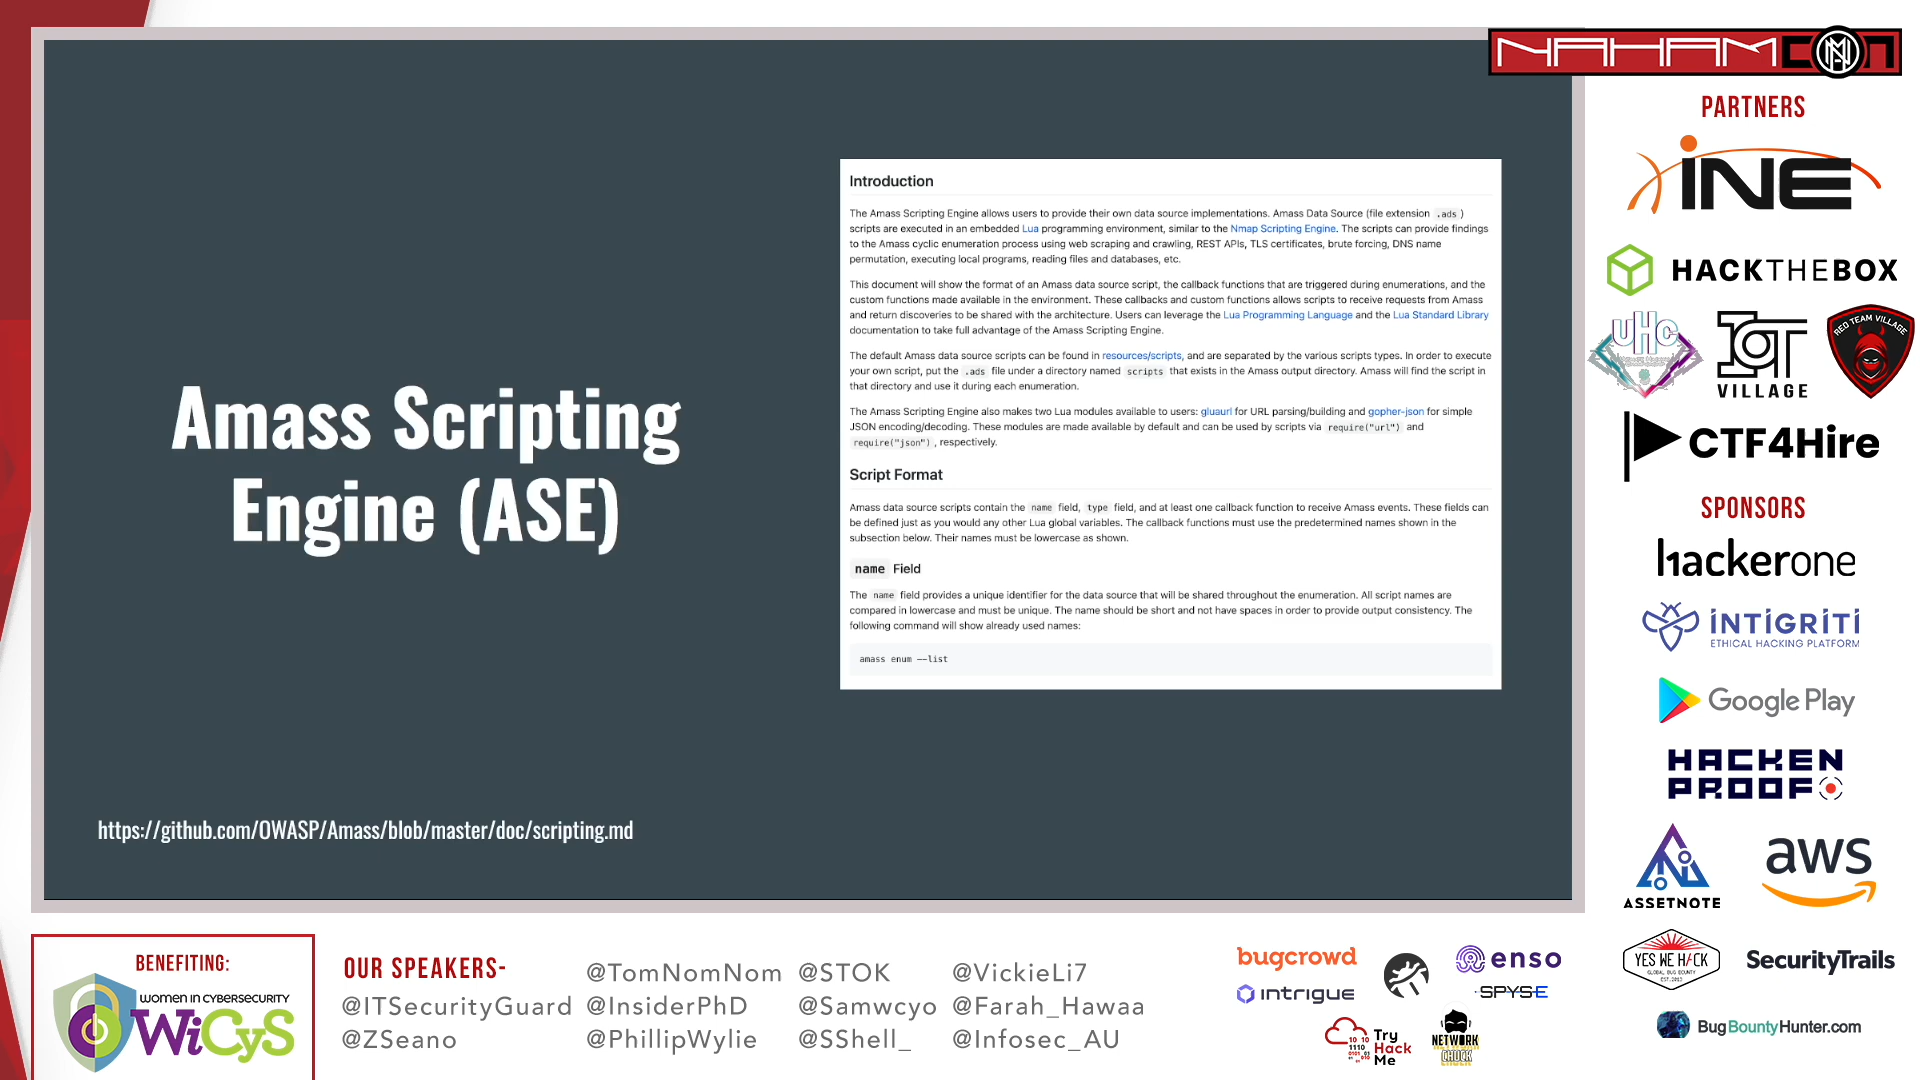 NAHAMCON
Amass Scripting
Engine (ASE)
https://github.com/OWASP/Amass/blob/master/doc/scripting.md
Introduction
The Amass Scripting Engine allows users to provide their own data source implementations. Amass Data Source (file extension .ads )
scripts are executed in an embedded Lua programming environment, similar to the Nmap Scripting Engine. The scripts can provide findings
to the Amass cyclic enumeration process using web scraping and crawling, REST APIs, TLS certificates, brute forcing, DNS name
permutation, executing local programs, reading files and databases, etc.
This document will show the format of an Amass data source script, the callback functions that are triggered during enumerations, and the
custom functions made available in the environment. These callbacks and custom functions allows scripts to receive requests from Amass
and return discoveries to be shared with the architecture. Users can leverage the Lua Programming Language and the Lua Standard Library
documentation to take full advantage of the Amass Scripting Engine.
The default Amass data source scripts can be found in resources/scripts, and are separated by the various scripts types. In order to execute
your own script, put the .ads file under a directory named scripts that exists in the Amass output directory. Amass will find the script in
that directory and use it during each enumeration.
The Amass Scripting Engine also makes two Lua modules available to users: gluaurl for URL parsing/building and gopher-json for simple
JSON encoding/decoding. These modules are made available by default and can be used by scripts via require("url") and
require("json") , respectively.
Script Format
Amass data source scripts contain the name field, type field, and at least one callback function to receive Amass events. These fields can
be defined just as you would any other Lua global variables. The callback functions must use the predetermined names shown in the
subsection below. Their names must be lowercase as shown.
name Field
The name field provides a unique identifier for the data source that will be shared throughout the enumeration. All script names are
compared in lowercase and must be unique. The name should be short and not have spaces in order to provide output consistency. The
following command will show already used names:
amass enum --list
PARTNERS
INE
HACKTHEBOX
UHC
IOT
VILLAGE
RED TEAM VILLAGE
CTF4Hire
SPONSORS
hackerone
INTIGRITI
ETHICAL HACKING PLATFORM
Google Play
HACKEN
PROOF
ASSETNOTE
aws
YES WE H/CK
GLOBAL BUG BOUNTY
EST.2013
SecurityTrails
BugBountyHunter.com
BENEFITING:
WOMEN IN CYBERSECURITY
WiCyS
OUR SPEAKERS-
@ITSecurityGuard
@ZSeano
@TomNomNom
@InsiderPhD
@PhillipWylie
@STOK
@Samwcyo
@SShell_
@VickieLi7
@Farah_Hawaa
@Infosec_AU
bugcrowd
intrigue
enso
SPYSE
Try
Hack
Me
NETWORK
CHUCK